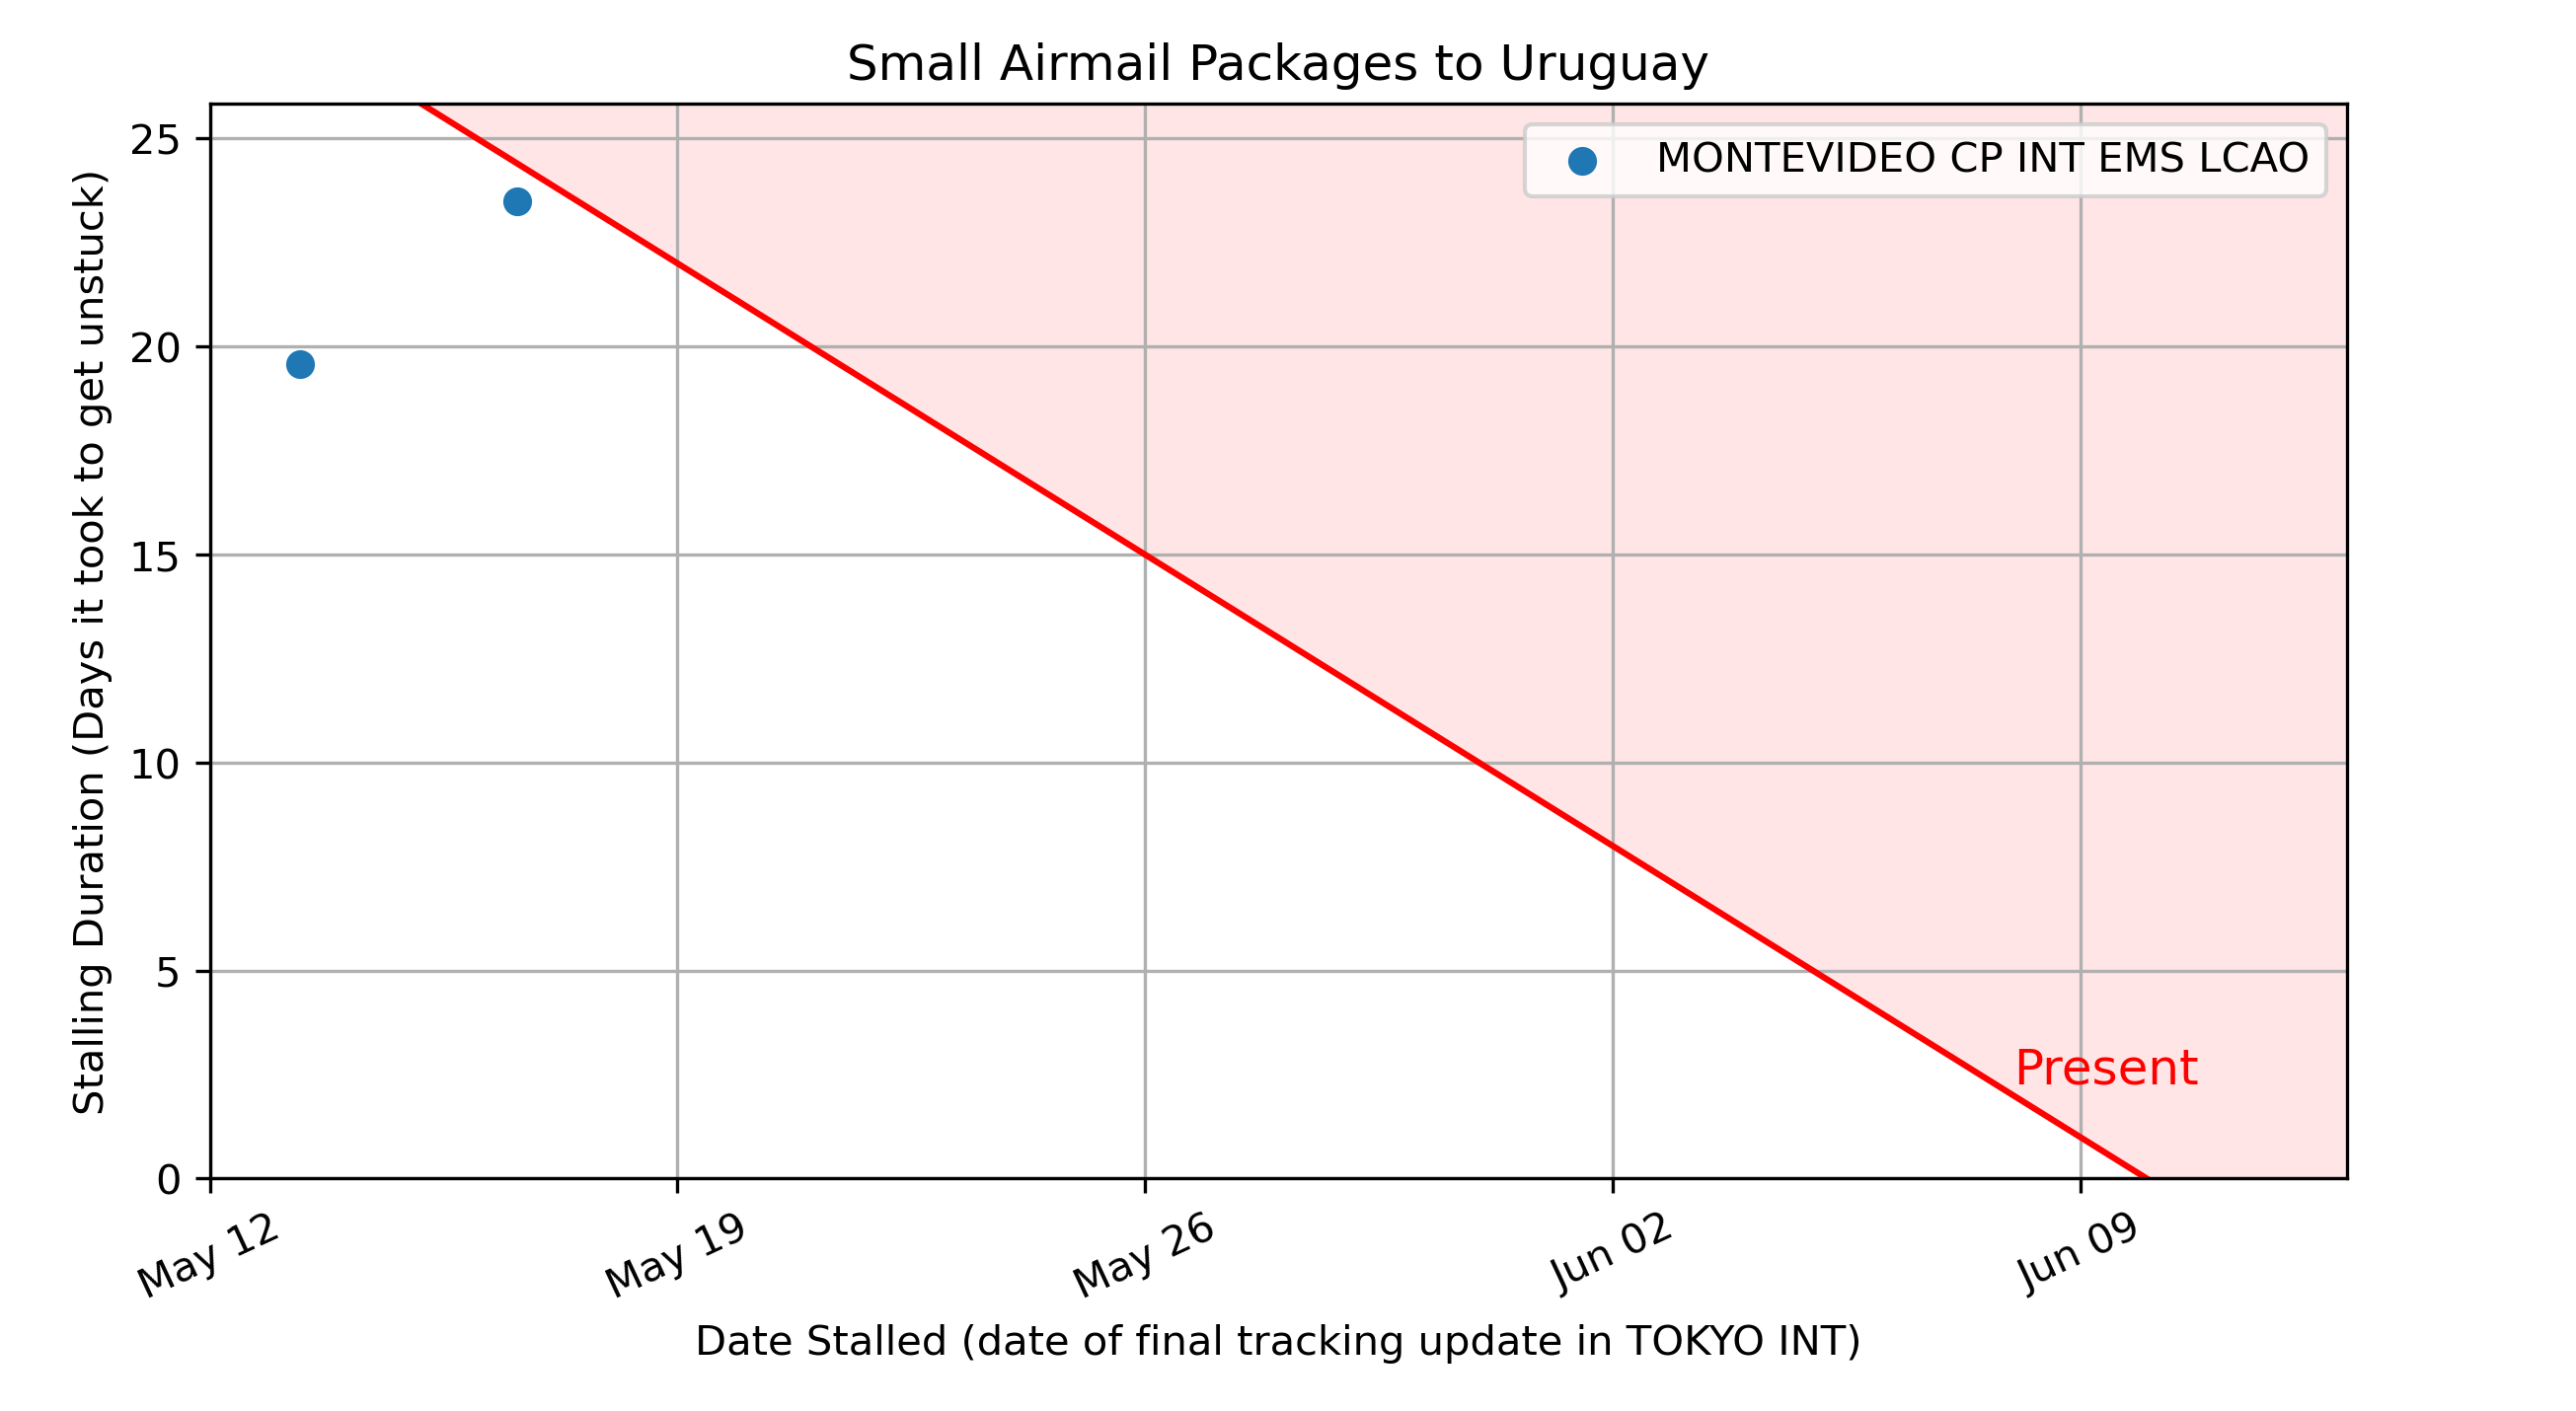 Small Airmail Packages to Uruguay
MONTEVIDEO CP INT EMS LCAO
Stalling Duration (Days it took to get unstuck)
25
20
15
10
5
0
Present
May 12
May 19
May 26
Jun 02
Jun 09
Date Stalled (date of final tracking update in TOKYO INT)